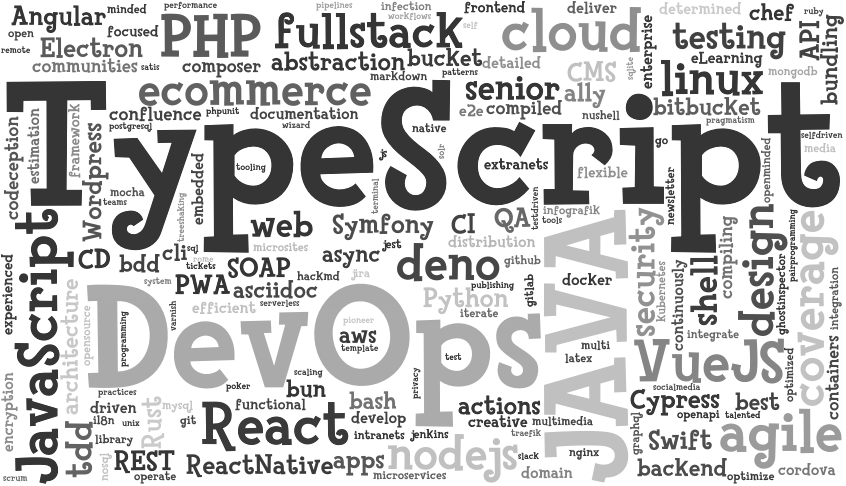 Angular
minded
performance
PHP
fullstack
pipelines
infection
workflows
self
frontend
deliver
cloud
determined
chef
ruby
API
bundling
open
focused
remote
Electron
communities
satis
composer
abstraction
bucket
markdown
patterns
detailed
CMS
sqlite
enterprise
testing
eLearning
mongodb
linux
ecommerce
senior
ally
e2e
compiled
nushell
bitbucket
pragmatism
TypeScript
confluence
phpunit
documentation
wizard
postgresql
native
solr
js
go
selfdriven
media
codeception
estimation
framework
Wordpress
tooling
extranets
flexible
openminded
mocha
teams
embedded
treeshaking
terminal
newsletter
web
Symfony
CI
QA
testdriven
infografik
tools
JavaScript
CD
bdd
cli
sql
rome
tickets
microsites
SOAP
async
jest
distribution
deno
github
hackmd
jira
system
PWA
asciidoc
publishing
gitlab
docker
JAVA
security
Kubernetes
continuously
shell
compiling
design
ghostinspector
pairprogramming
coverage
integration
experienced
architecture
opensource
DevOps
programming
varnish
efficient
serverless
pioneer
aws
template
Python
iterate
test
multi
latex
integrate
VueJS
optimized
containers
scaling
poker
bun
privacy
socialmedia
encryption
practices
driven
i18n
unix
library
tdd
nosql
Rust
mysql
git
functional
React
bash
develop
intranets
jenkins
actions
creative
multimedia
traefik
Cypress
best
openapi
talented
graphql
Swift
agile
scrum
REST
operate
ReactNative
apps
nodejs
microservices
slack
domain
nginx
backend
optimize
cordova